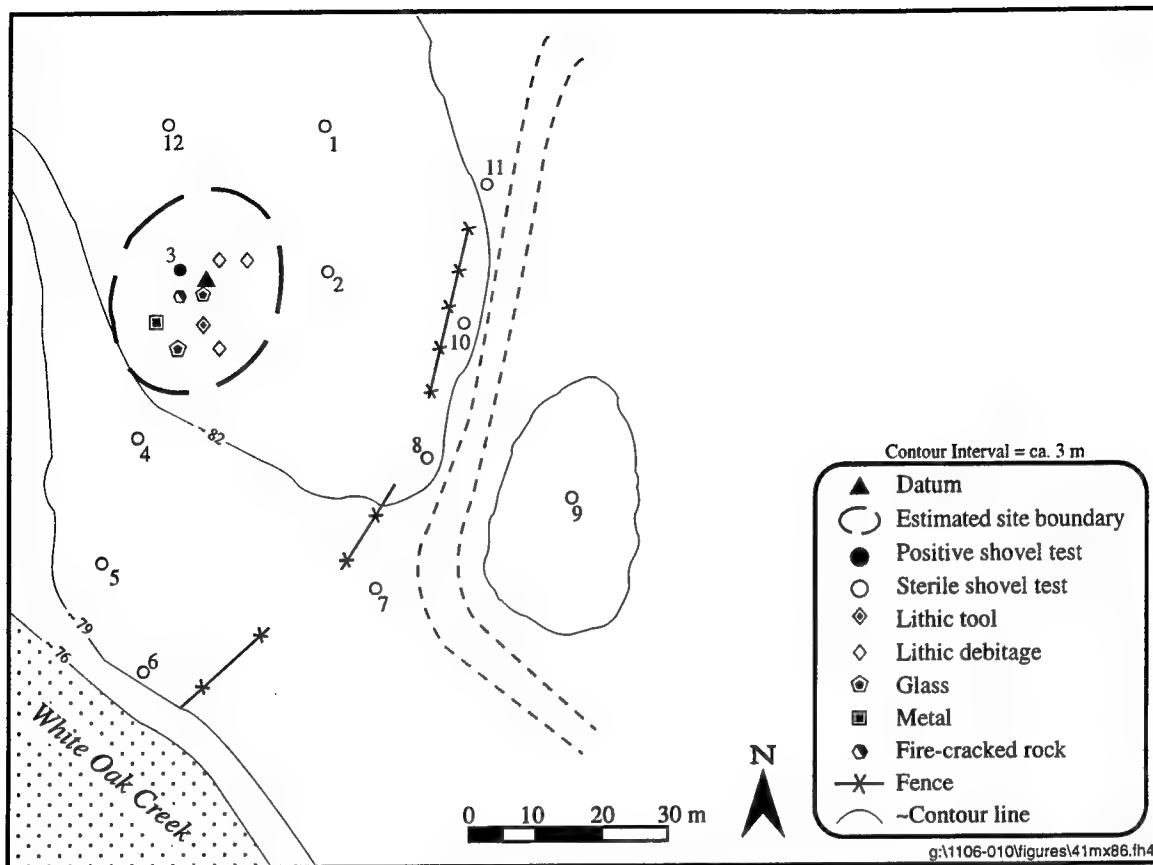 12
1
11
3
2
10
~82
4
8
9
5
7
~79
~76
6
White Oak Creek
N
0 10 20 30 m
Contour Interval = ca. 3 m
Datum
Estimated site boundary
Positive shovel test
Sterile shovel test
Lithic tool
Lithic debitage
Glass
Metal
Fire-cracked rock
Fence
~Contour line
g:\1106-010\figures\41mx86.fh4